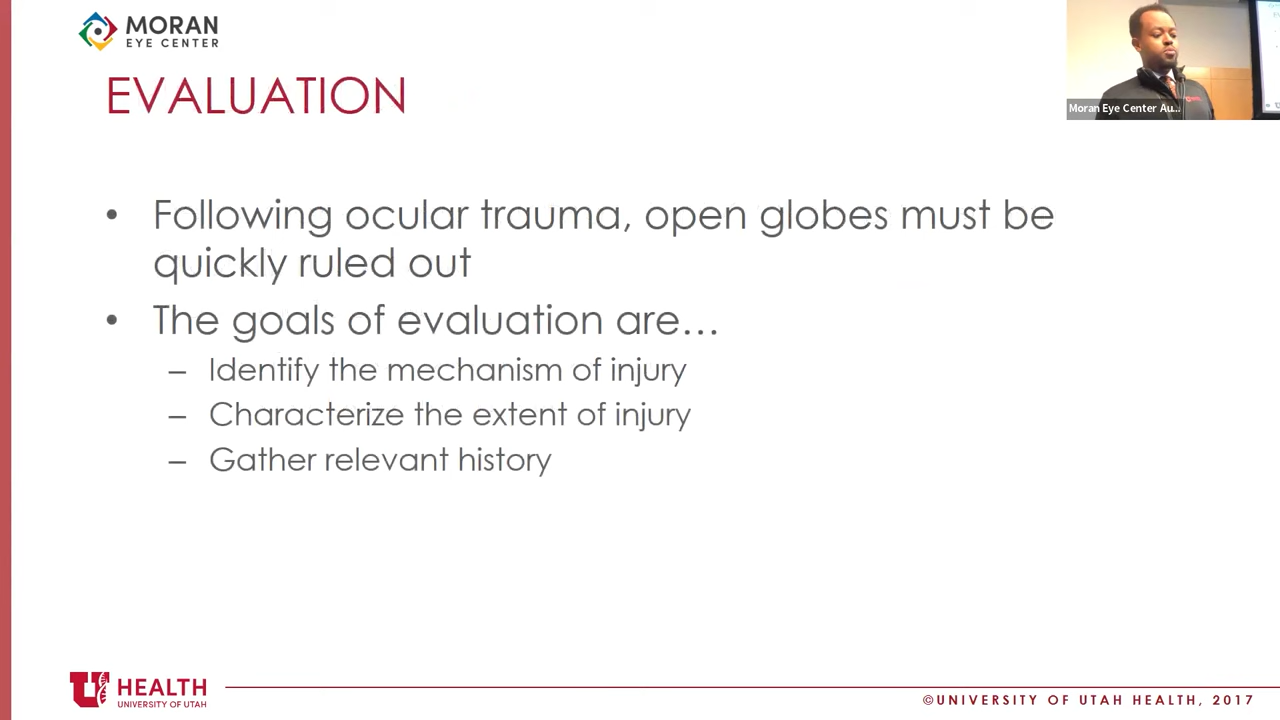 MORAN
EYE CENTER
Moran Eye Center Au...
EVALUATION
• Following ocular trauma, open globes must be
quickly ruled out
• The goals of evaluation are…
– Identify the mechanism of injury
– Characterize the extent of injury
– Gather relevant history
U HEALTH
UNIVERSITY OF UTAH
©UNIVERSITY OF UTAH HEALTH, 2017